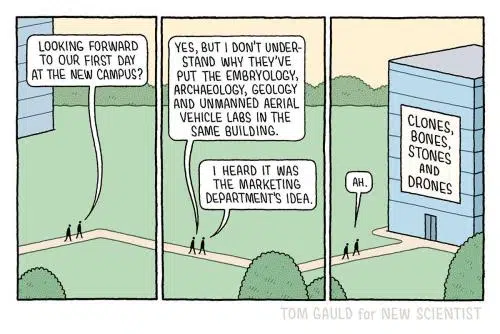 LOOKING FORWARD
TO OUR FIRST DAY
AT THE NEW CAMPUS?
YES, BUT I DON'T UNDER-
STAND WHY THEY'VE
PUT THE EMBRYOLOGY,
ARCHAEOLOGY, GEOLOGY
AND UNMANNED AERIAL
VEHICLE LABS IN THE
SAME BUILDING.
I HEARD IT WAS
THE MARKETING
DEPARTMENT'S IDEA.
AH.
CLONES,
BONES,
STONES
AND
DRONES
TOM GAULD for NEW SCIENTIST